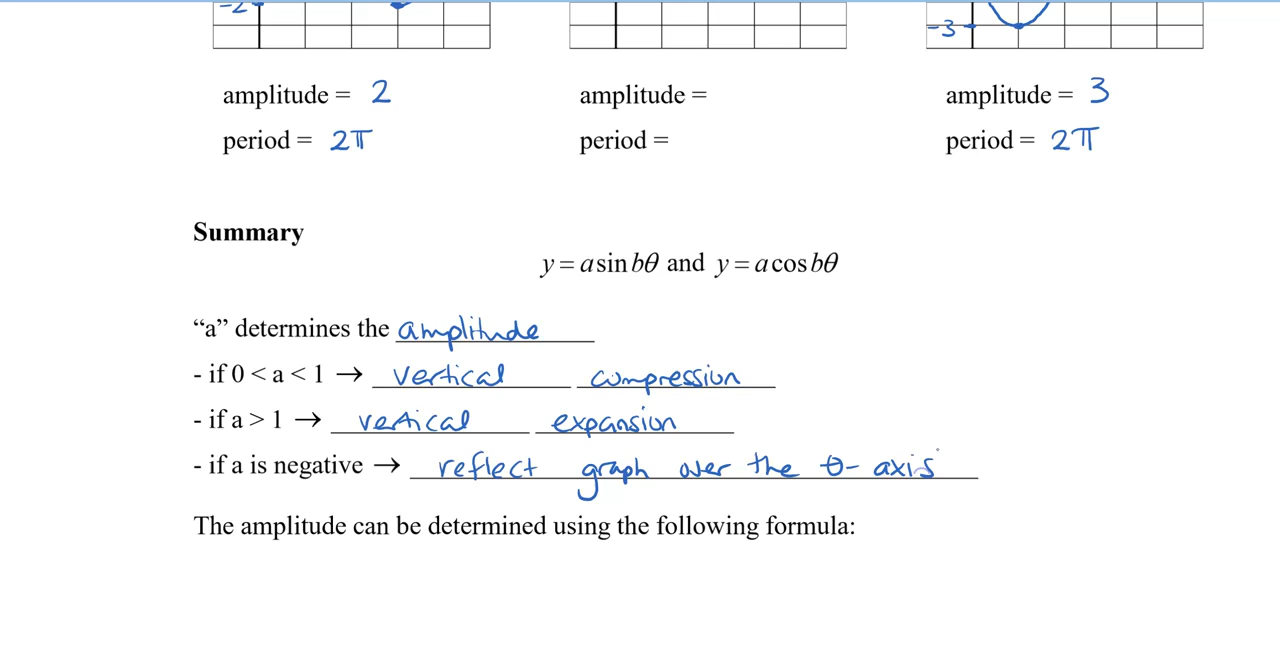 -2 -3
amplitude = 2 amplitude = amplitude = 3
period = 2π period = period = 2π
Summary
y = a sin bθ and y = a cos bθ
“a” determines the amplitude
- if 0 < a < 1 → vertical compression
- if a > 1 → vertical expansion
- if a is negative → reflect graph over the θ- axis
The amplitude can be determined using the following formula: